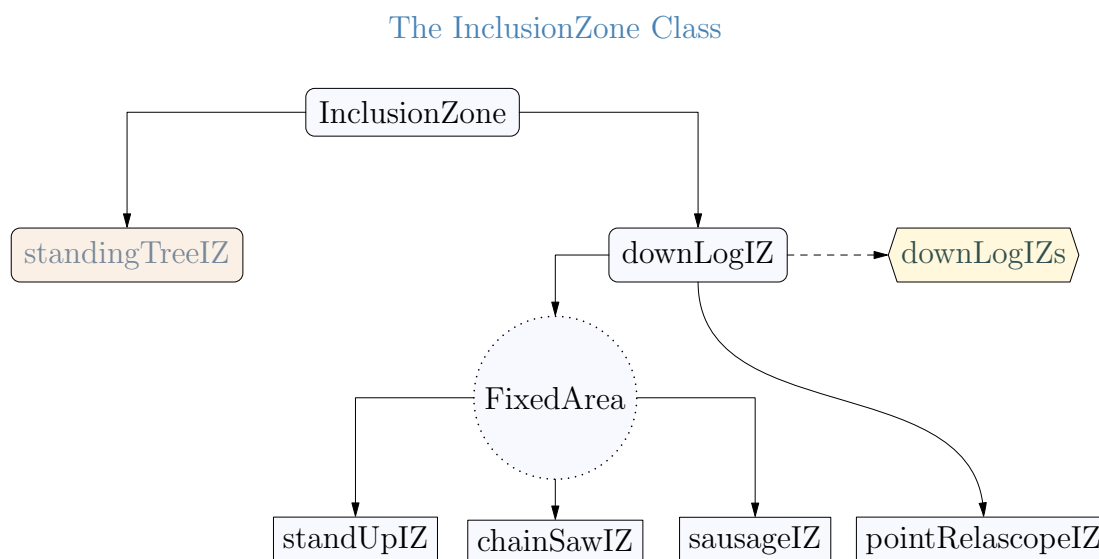 The InclusionZone Class
InclusionZone
standingTreeIZ
downLogIZ
downLogIZs
FixedArea
standUpIZ
chainSawIZ
sausageIZ
pointRelascopeIZ